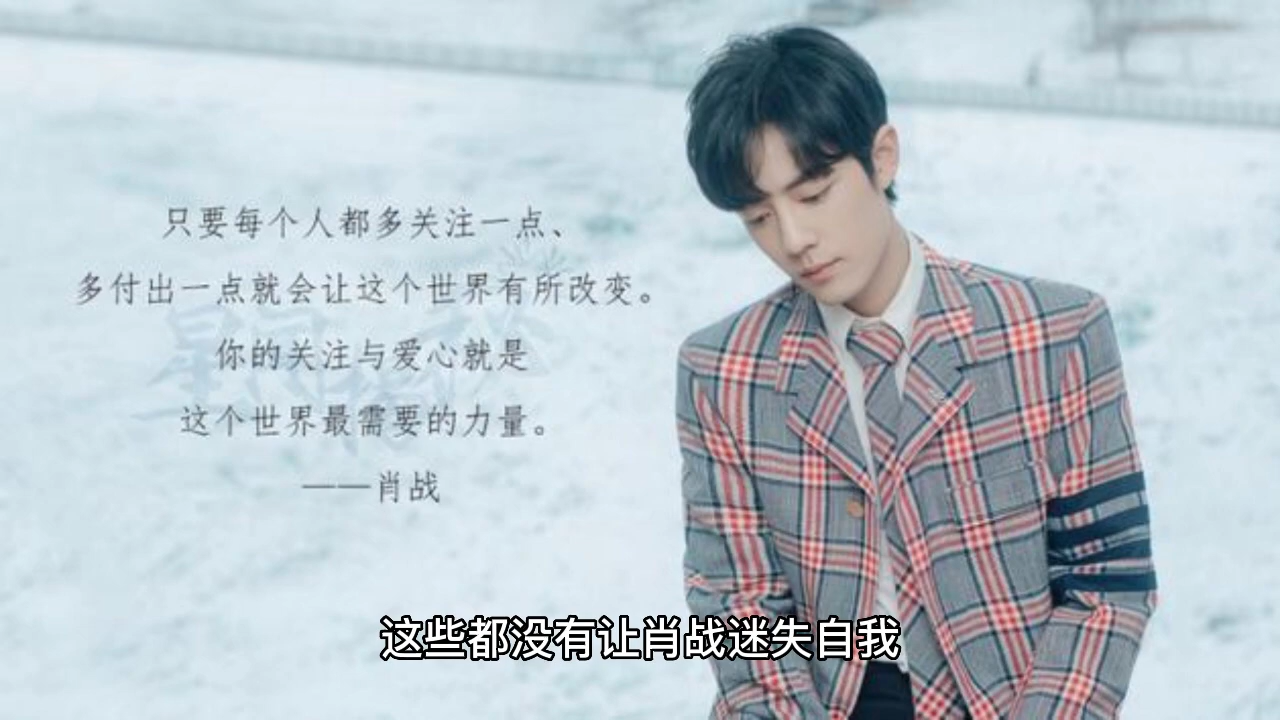 只要每个人都多关注一点、
多付出一点就会让这个世界有所改变。
你的关注与爱心就是
这个世界最需要的力量。
——肖战
这些都没有让肖战迷失自我